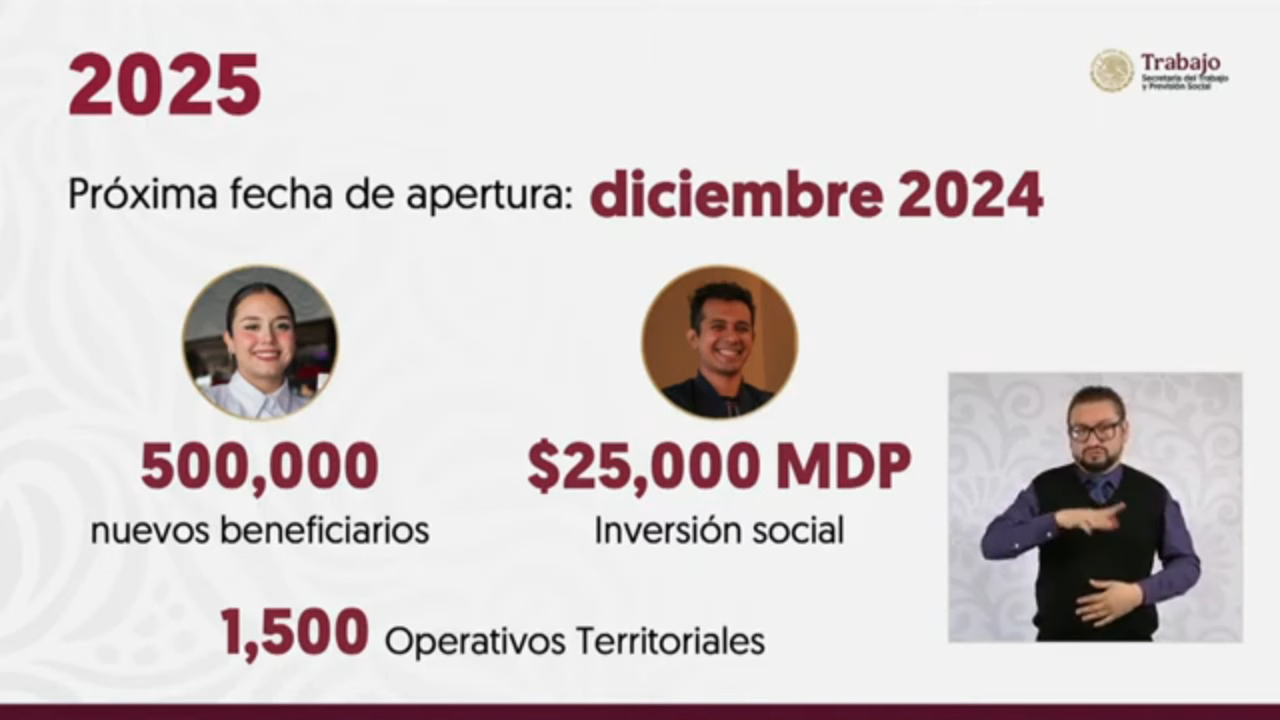 2025
Trabajo
Secretaría del Trabajo
y Previsión Social
Próxima fecha de apertura: diciembre 2024
500,000
nuevos beneficiarios
$25,000 MDP
Inversión social
1,500 Operativos Territoriales